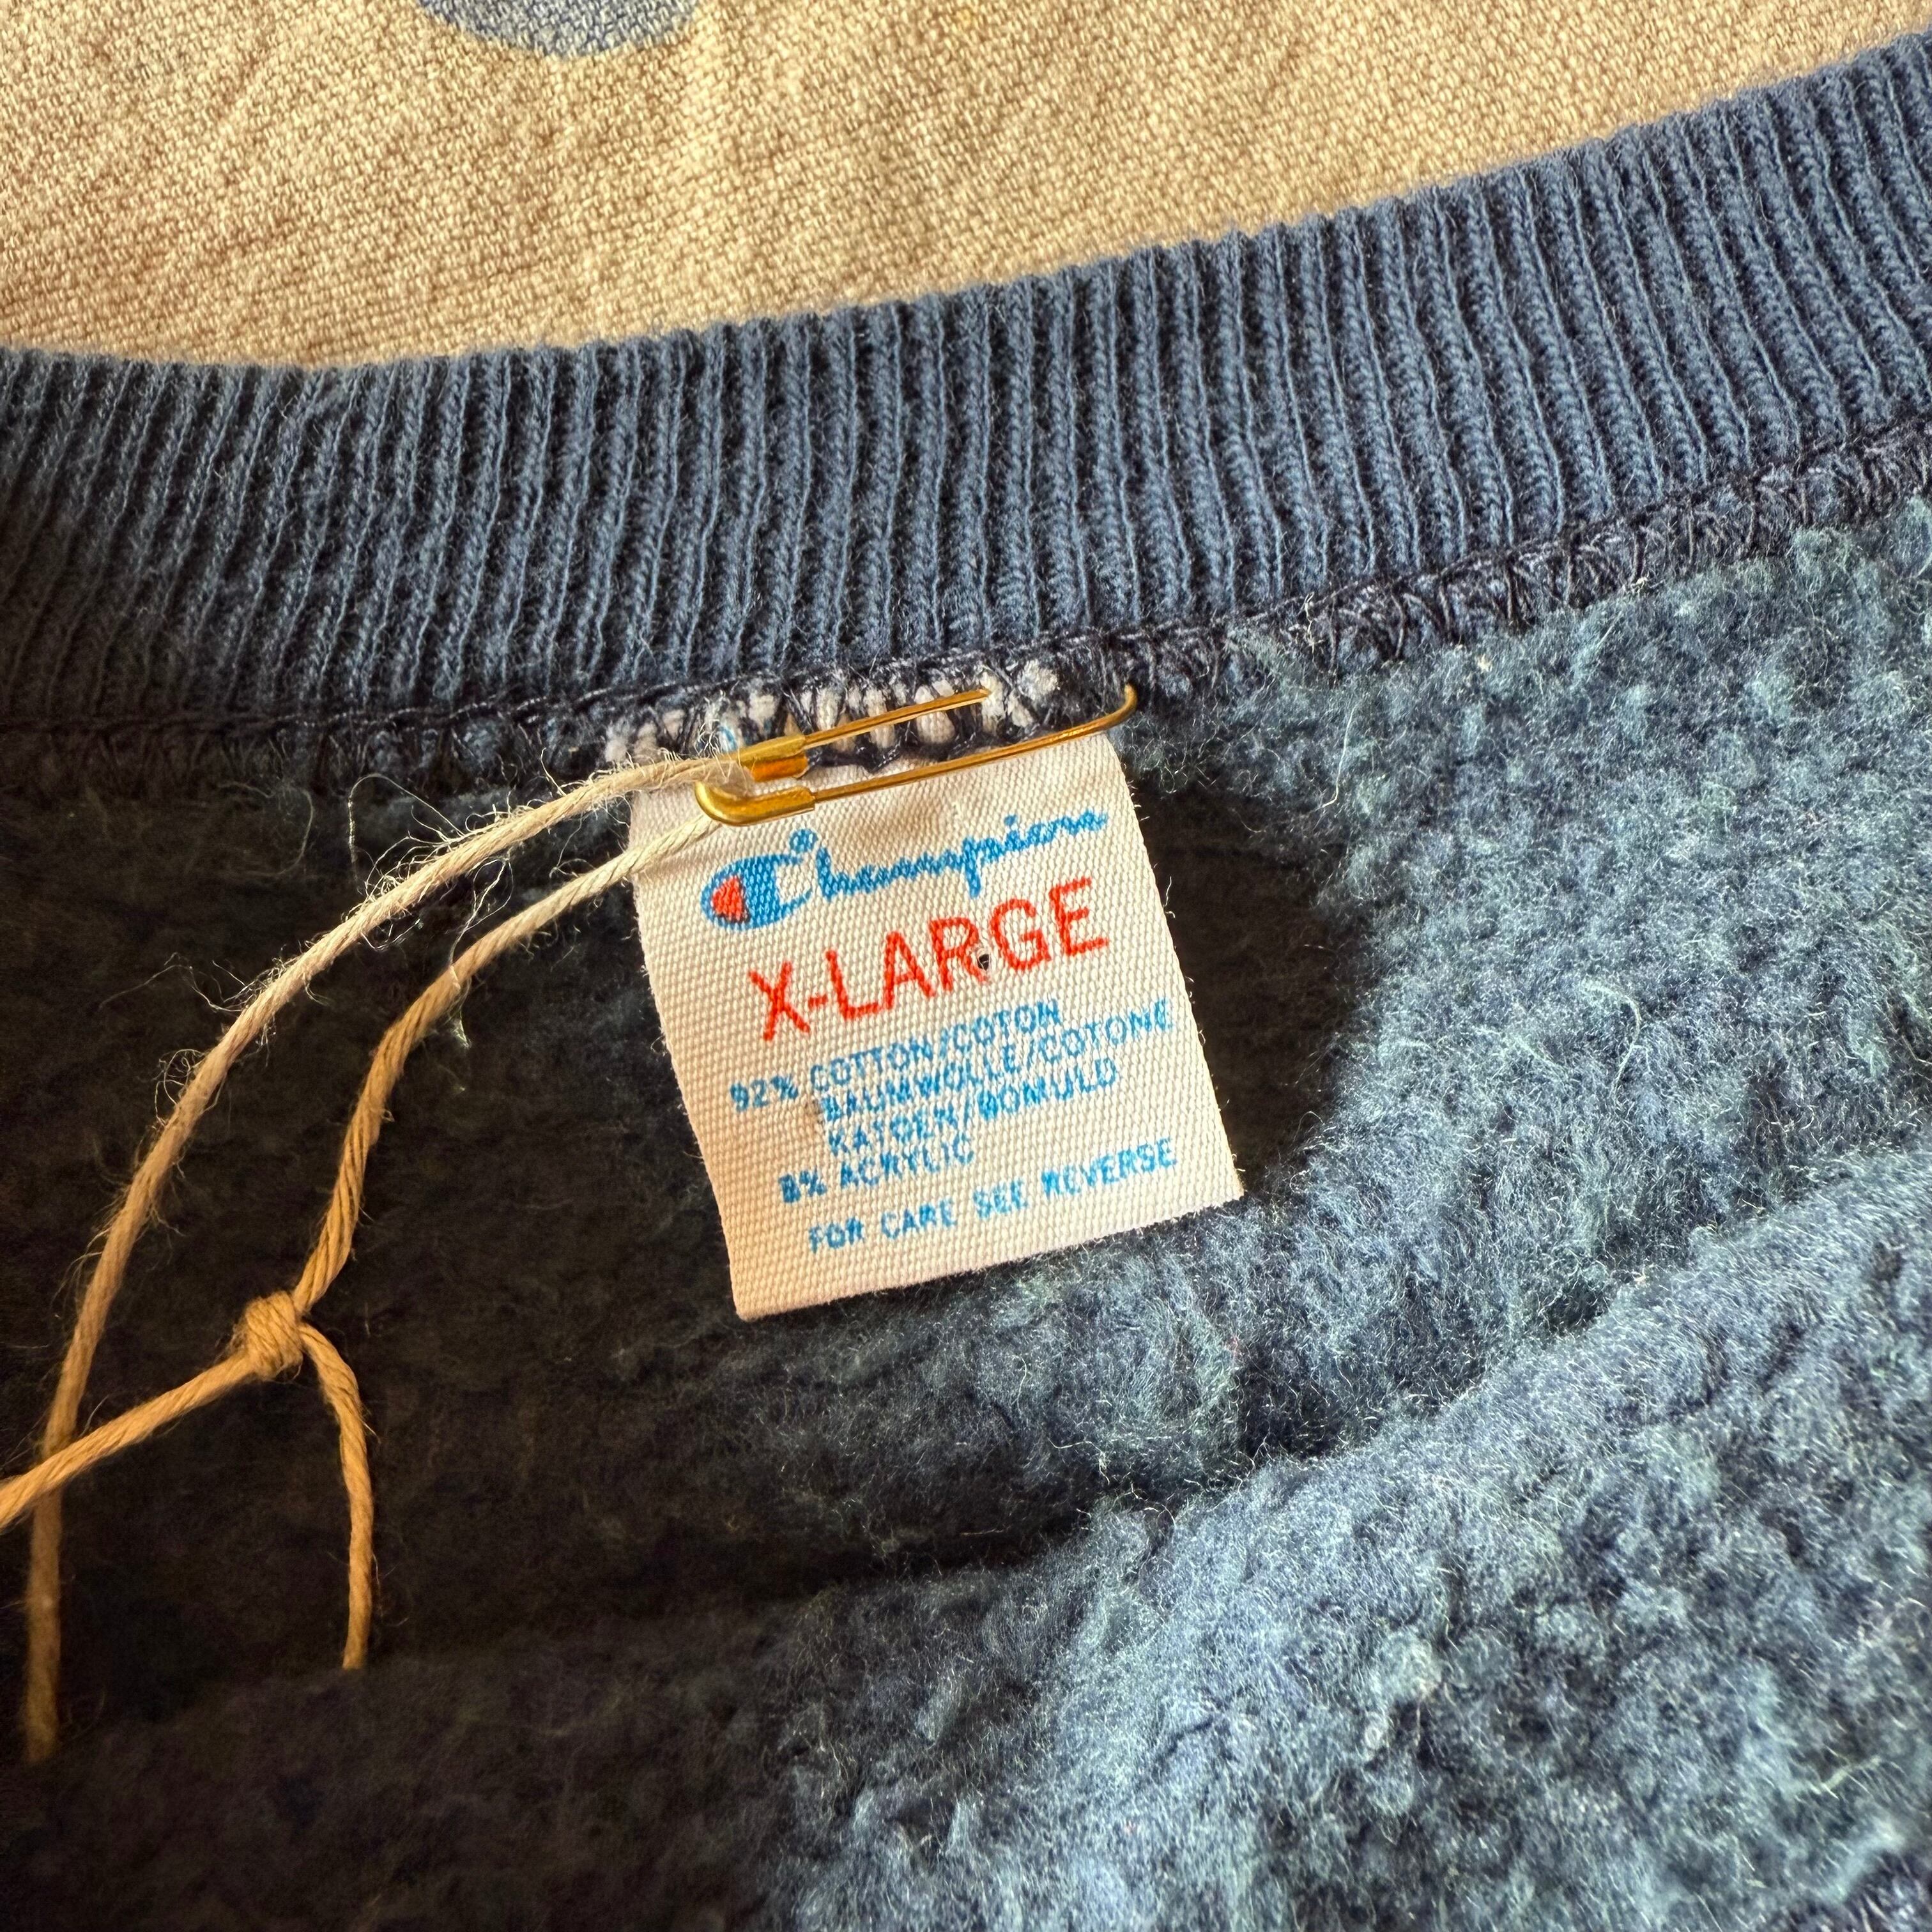 Champion
X-LARGE
92% COTTON/COTON
BAUMWOLLE/COTONE
KATOEN/BOMULD
8% ACRYLIC
FOR CARE SEE REVERSE